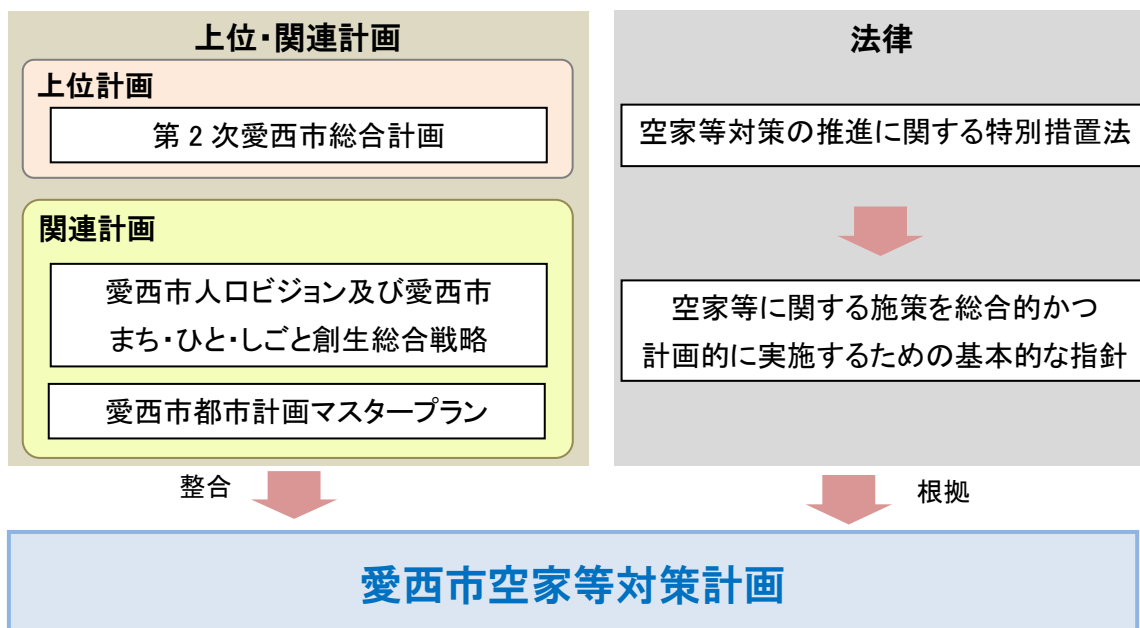 上位・関連計画
上位計画
第2次愛西市総合計画
関連計画
愛西市人口ビジョン及び愛西市
まち・ひと・しごと創生総合戦略
愛西市都市計画マスタープラン
整合
法律
空家等対策の推進に関する特別措置法
空家等に関する施策を総合的かつ
計画的に実施するための基本的な指針
根拠
愛西市空家等対策計画